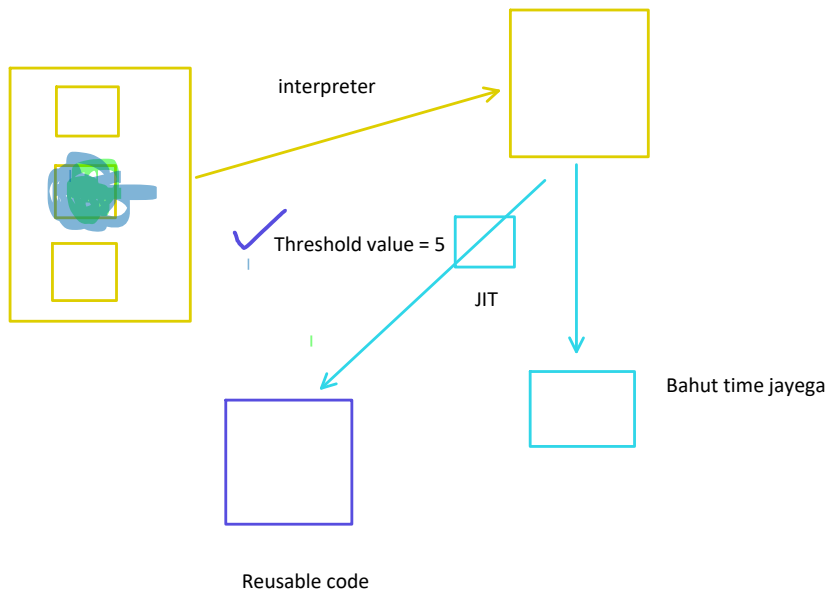 interpreter
Threshold value = 5
JIT
Bahut time jayega
Reusable code